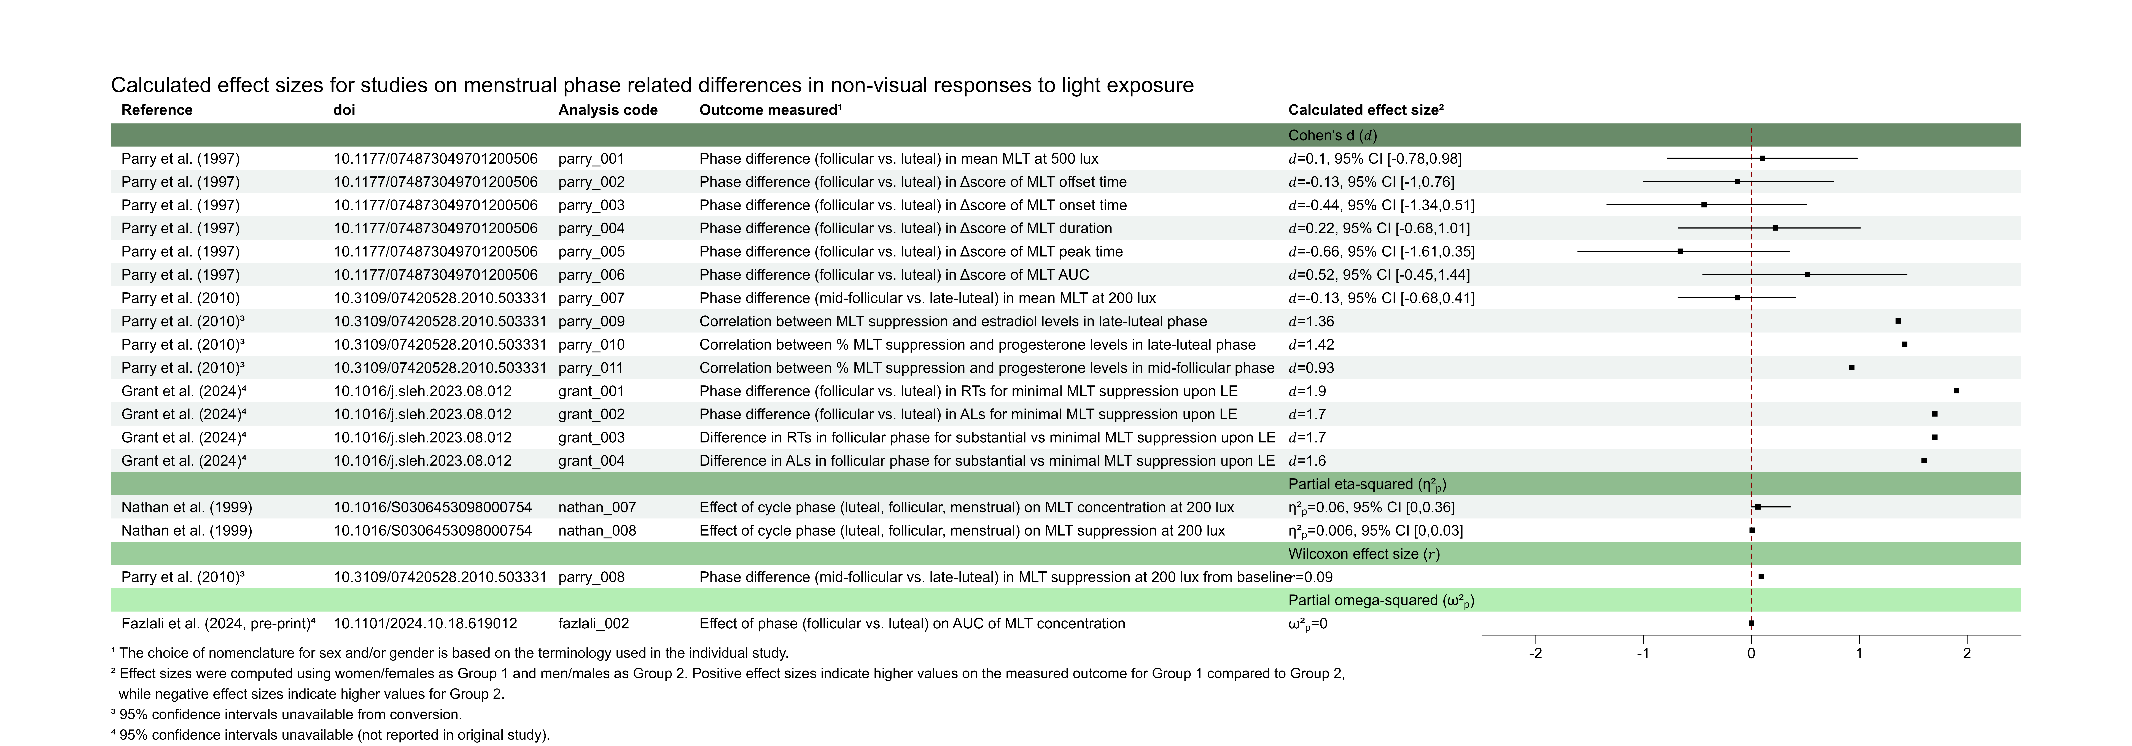 Calculated effect sizes for studies on menstrual phase related differences in non-visual responses to light exposure
Reference doi Analysis code Outcome measured¹ Calculated effect size²
Cohen's d (d)
Parry et al. (1997) 10.1177/074873049701200506 parry_001 Phase difference (follicular vs. luteal) in mean MLT at 500 lux d=0.1, 95% CI [-0.78,0.98]
Parry et al. (1997) 10.1177/074873049701200506 parry_002 Phase difference (follicular vs. luteal) in Δscore of MLT offset time d=-0.13, 95% CI [-1,0.76]
Parry et al. (1997) 10.1177/074873049701200506 parry_003 Phase difference (follicular vs. luteal) in Δscore of MLT onset time d=-0.44, 95% CI [-1.34,0.51]
Parry et al. (1997) 10.1177/074873049701200506 parry_004 Phase difference (follicular vs. luteal) in Δscore of MLT duration d=0.22, 95% CI [-0.68,1.01]
Parry et al. (1997) 10.1177/074873049701200506 parry_005 Phase difference (follicular vs. luteal) in Δscore of MLT peak time d=-0.66, 95% CI [-1.61,0.35]
Parry et al. (1997) 10.1177/074873049701200506 parry_006 Phase difference (follicular vs. luteal) in Δscore of MLT AUC d=0.52, 95% CI [-0.45,1.44]
Parry et al. (2010) 10.3109/07420528.2010.503331 parry_007 Phase difference (mid-follicular vs. late-luteal) in mean MLT at 200 lux d=-0.13, 95% CI [-0.68,0.41]
Parry et al. (2010)³ 10.3109/07420528.2010.503331 parry_009 Correlation between MLT suppression and estradiol levels in late-luteal phase d=1.36
Parry et al. (2010)³ 10.3109/07420528.2010.503331 parry_010 Correlation between % MLT suppression and progesterone levels in late-luteal phase d=1.42
Parry et al. (2010)³ 10.3109/07420528.2010.503331 parry_011 Correlation between % MLT suppression and progesterone levels in mid-follicular phase d=0.93
Grant et al. (2024)⁴ 10.1016/j.sleh.2023.08.012 grant_001 Phase difference (follicular vs. luteal) in RTs for minimal MLT suppression upon LE d=1.9
Grant et al. (2024)⁴ 10.1016/j.sleh.2023.08.012 grant_002 Phase difference (follicular vs. luteal) in ALs for minimal MLT suppression upon LE d=1.7
Grant et al. (2024)⁴ 10.1016/j.sleh.2023.08.012 grant_003 Difference in RTs in follicular phase for substantial vs minimal MLT suppression upon LE d=1.7
Grant et al. (2024)⁴ 10.1016/j.sleh.2023.08.012 grant_004 Difference in ALs in follicular phase for substantial vs minimal MLT suppression upon LE d=1.6
Partial eta-squared (η²ₚ)
Nathan et al. (1999) 10.1016/S0306453098000754 nathan_007 Effect of cycle phase (luteal, follicular, menstrual) on MLT concentration at 200 lux η²ₚ=0.06, 95% CI [0,0.36]
Nathan et al. (1999) 10.1016/S0306453098000754 nathan_008 Effect of cycle phase (luteal, follicular, menstrual) on MLT suppression at 200 lux η²ₚ=0.006, 95% CI [0,0.03]
Wilcoxon effect size (r)
Parry et al. (2010)³ 10.3109/07420528.2010.503331 parry_008 Phase difference (mid-follicular vs. late-luteal) in MLT suppression at 200 lux from baseline r=0.09
Partial omega-squared (ω²ₚ)
Fazlali et al. (2024, pre-print)⁴ 10.1101/2024.10.18.619012 fazlali_002 Effect of phase (follicular vs. luteal) on AUC of MLT concentration ω²ₚ=0
-2 -1 0 1 2
¹ The choice of nomenclature for sex and/or gender is based on the terminology used in the individual study.
² Effect sizes were computed using women/females as Group 1 and men/males as Group 2. Positive effect sizes indicate higher values on the measured outcome for Group 1 compared to Group 2,
while negative effect sizes indicate higher values for Group 2.
³ 95% confidence intervals unavailable from conversion.
⁴ 95% confidence intervals unavailable (not reported in original study).